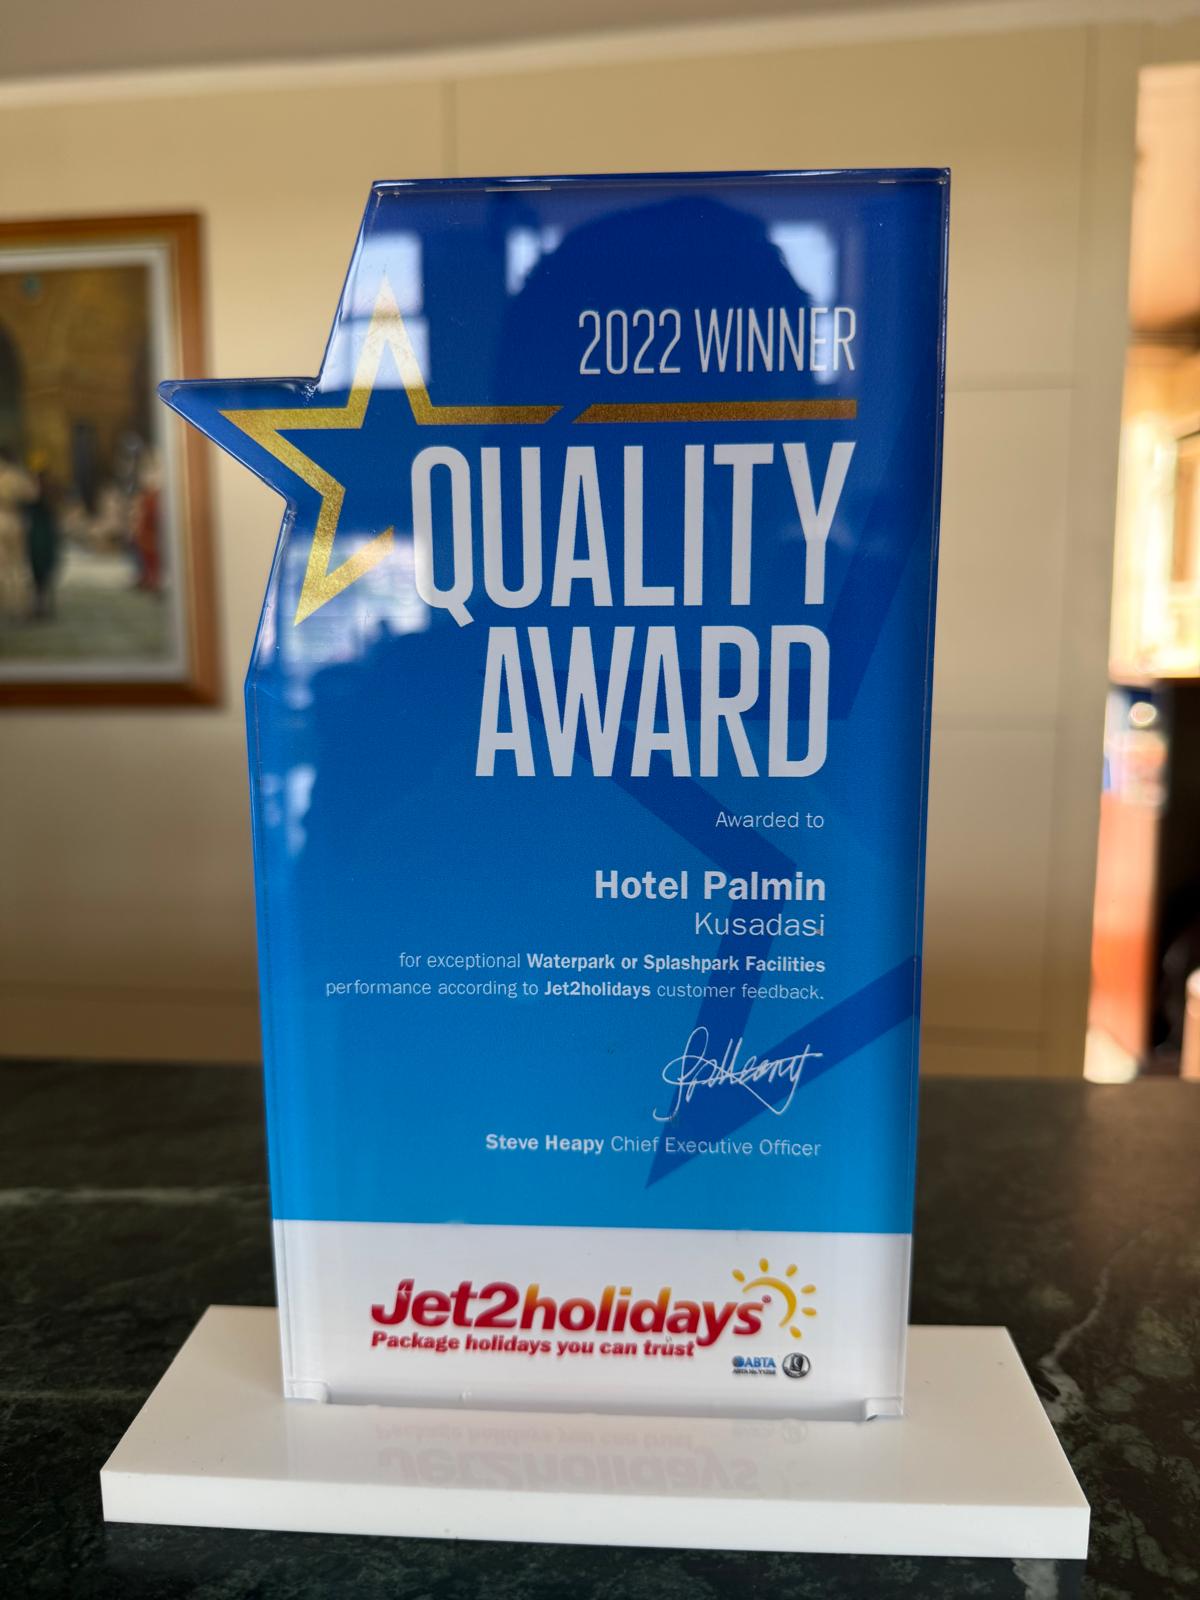 2022 WINNER
QUALITY
AWARD
Awarded to
Hotel Palmin
Kusadasi
for exceptional Waterpark or Splashpark Facilities
performance according to Jet2holidays customer feedback.
Steve Heapy Chief Executive Officer
Jet2holidays®
Package holidays you can trust
ABTA